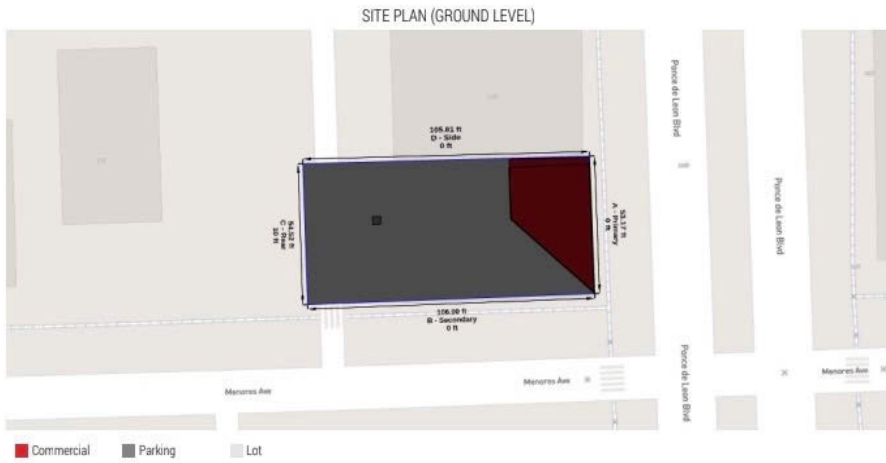 SITE PLAN (GROUND LEVEL)
Ponce de Leon Blvd
105.81 ft
D - Side
0 ft
53.17 ft
A - Primary
0 ft
54.52 ft
C - Rear
10 ft
Ponce de Leon Blvd
106.00 ft
B - Secondary
0 ft
Ponce de Leon Blvd
Menores Ave
Menores Ave
Menores Ave
Commercial
Parking
Lot